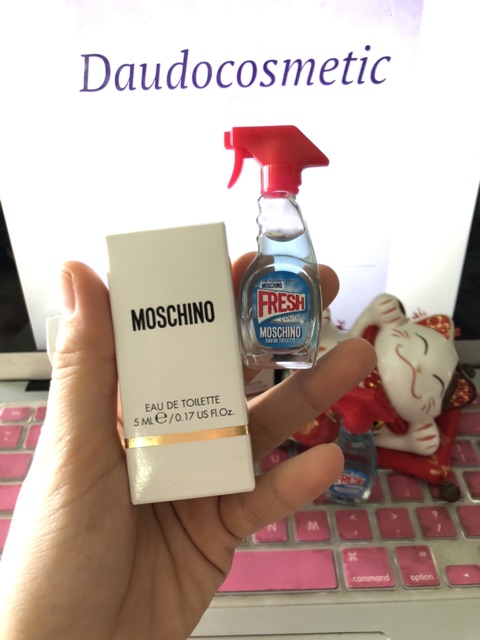 Daudocosmetic
MOSCHINO
EAU DE TOILETTE
5 ML℮/0.17 US Fl.Oz.
MOSCHINO
FRESH
MOSCHINO
EAU DE TOILETTE
FRESH
N
M
<
>
?
command
option